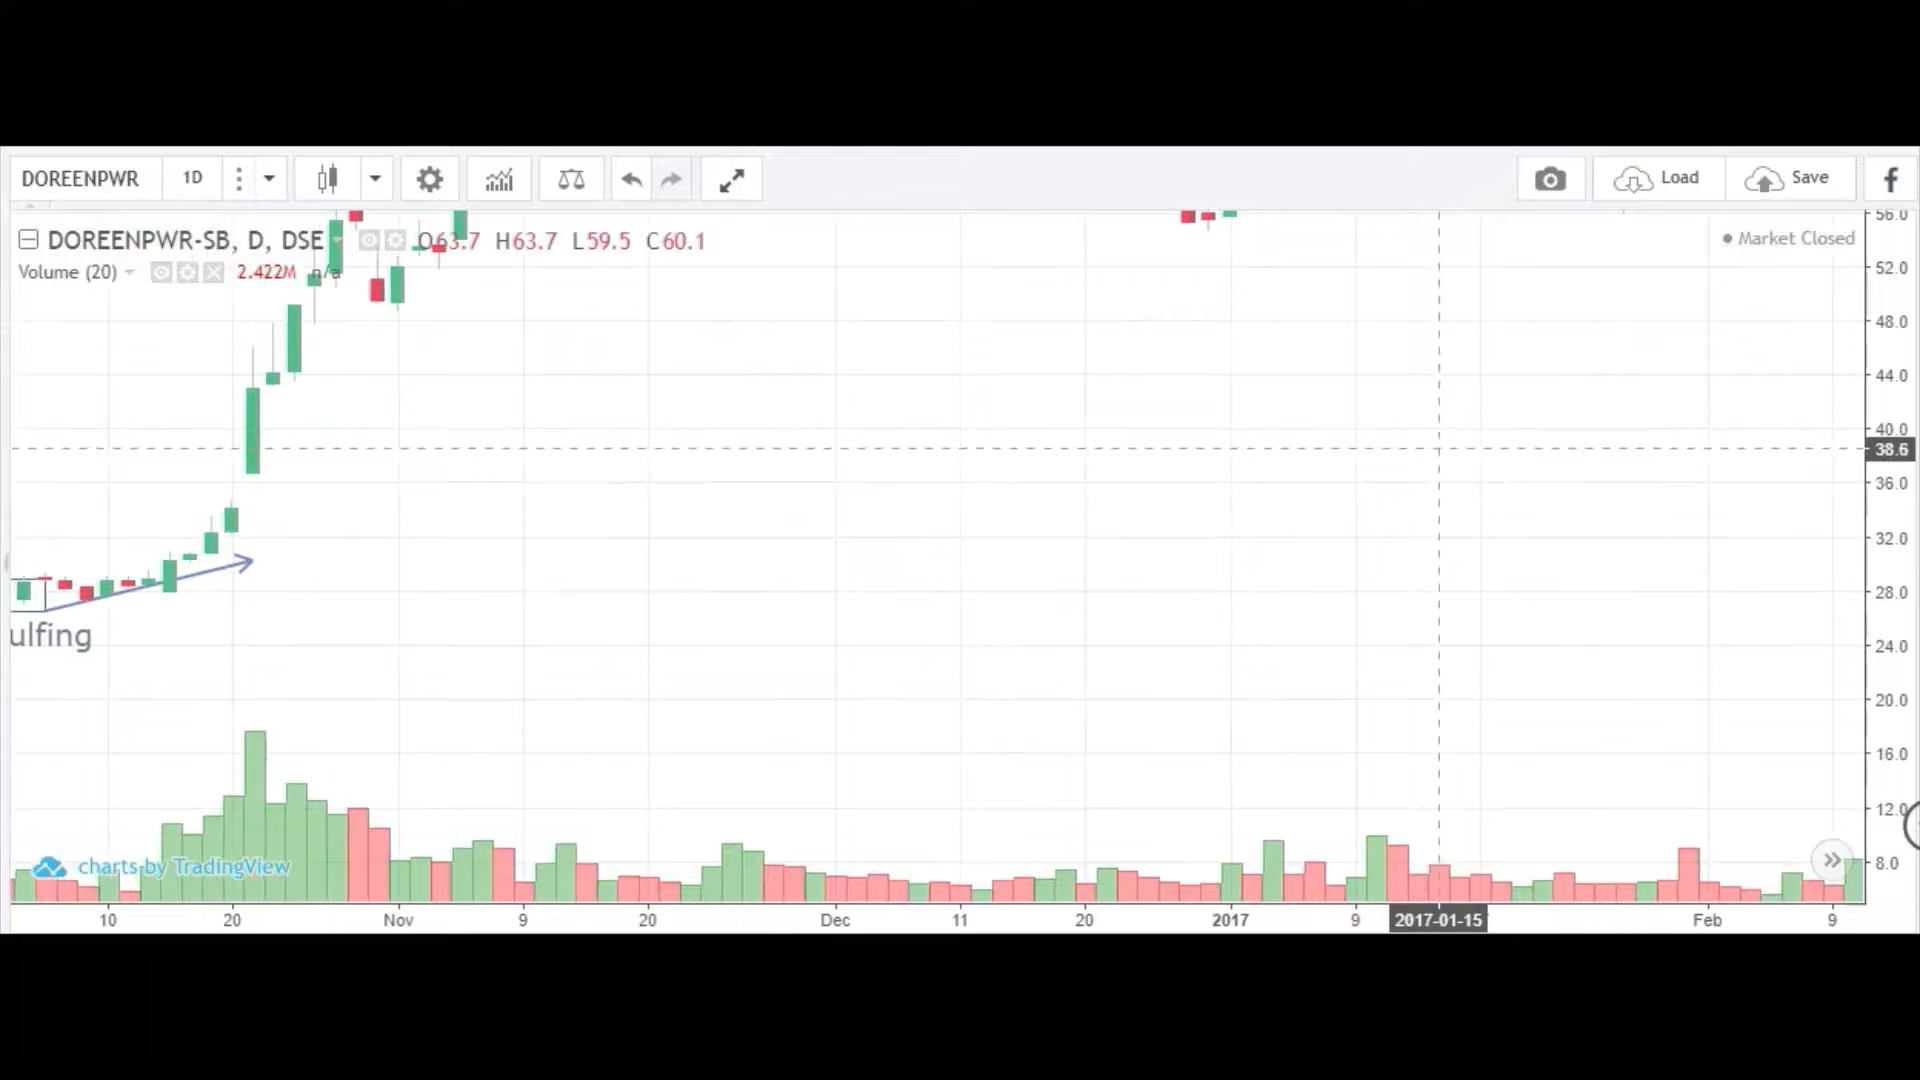 DOREENPWR 1D Load Save
56.0
DOREENPWR-SB, D, DSE O63.7 H63.7 L59.5 C60.1 Market Closed
Volume (20) 2.422M n/a
52.0
48.0
44.0
40.0
38.6
36.0
32.0
28.0
ulfing
24.0
20.0
16.0
12.0
charts by TradingView
8.0
10 20 Nov 9 20 Dec 11 20 2017 9 2017-01-15 Feb 9